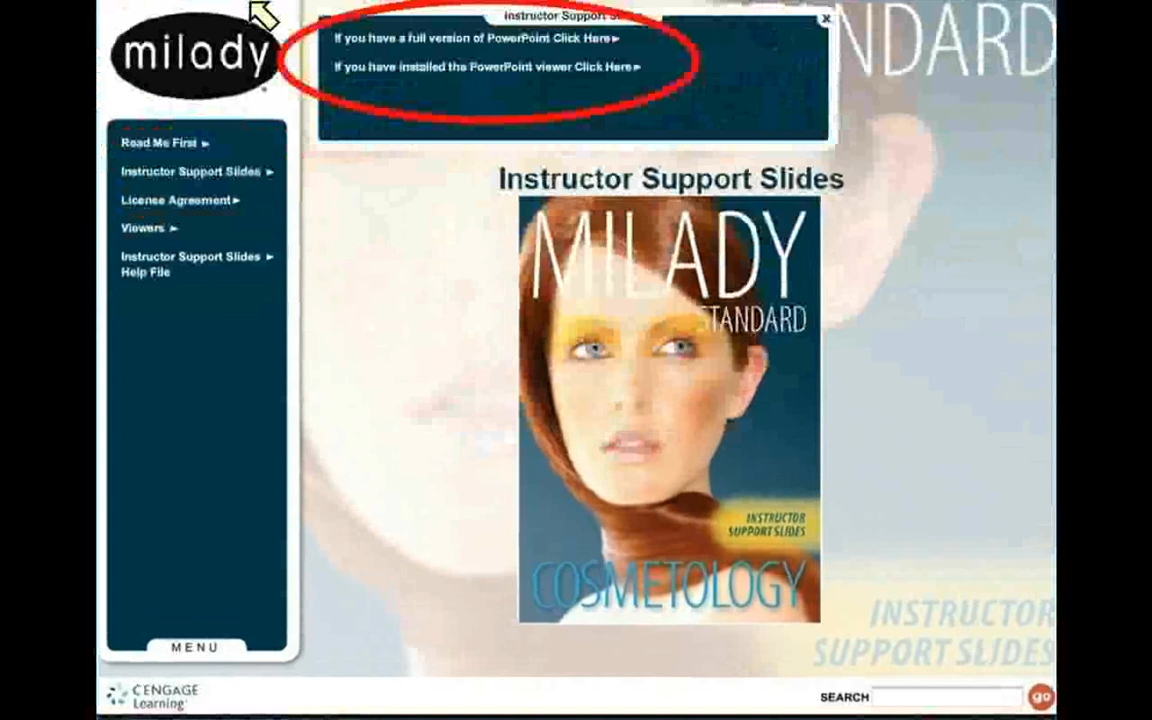 milady
Instructor Support
If you have a full version of PowerPoint Click Here
If you have installed the PowerPoint viewer Click Here
NDARD
Read Me First
Instructor Support Slides
License Agreement
Viewers
Instructor Support Slides
Help File
MENU
Instructor Support Slides
MILADY
STANDARD
INSTRUCTOR
SUPPORT SLIDES
COSMETOLOGY
INSTRUCTOR
SUPPORT SLIDES
CENGAGE
Learning
SEARCH
go